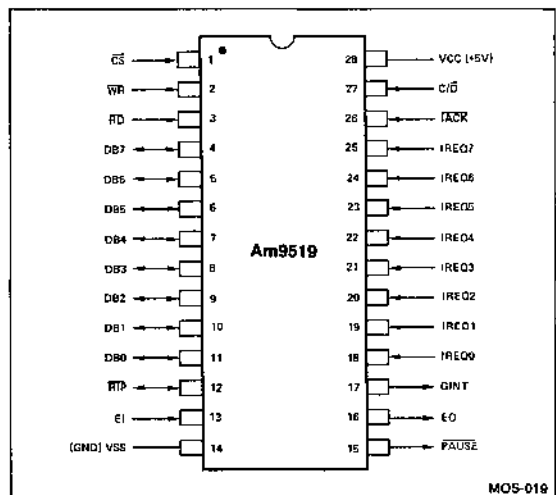 CS 1 28 VCC (+5V)
WR 2 27 C/D
RD 3 26 IACK
DB7 4 25 IREQ7
DB6 5 24 IREQ6
DB5 6 23 IREQ5
DB4 7 22 IREQ4
Am9519
DB3 8 21 IREQ3
DB2 9 20 IREQ2
DB1 10 19 IREQ1
DB0 11 18 IREQ0
RIP 12 17 GINT
EI 13 16 EO
(GND) VSS 14 15 PAUSE
MOS-019